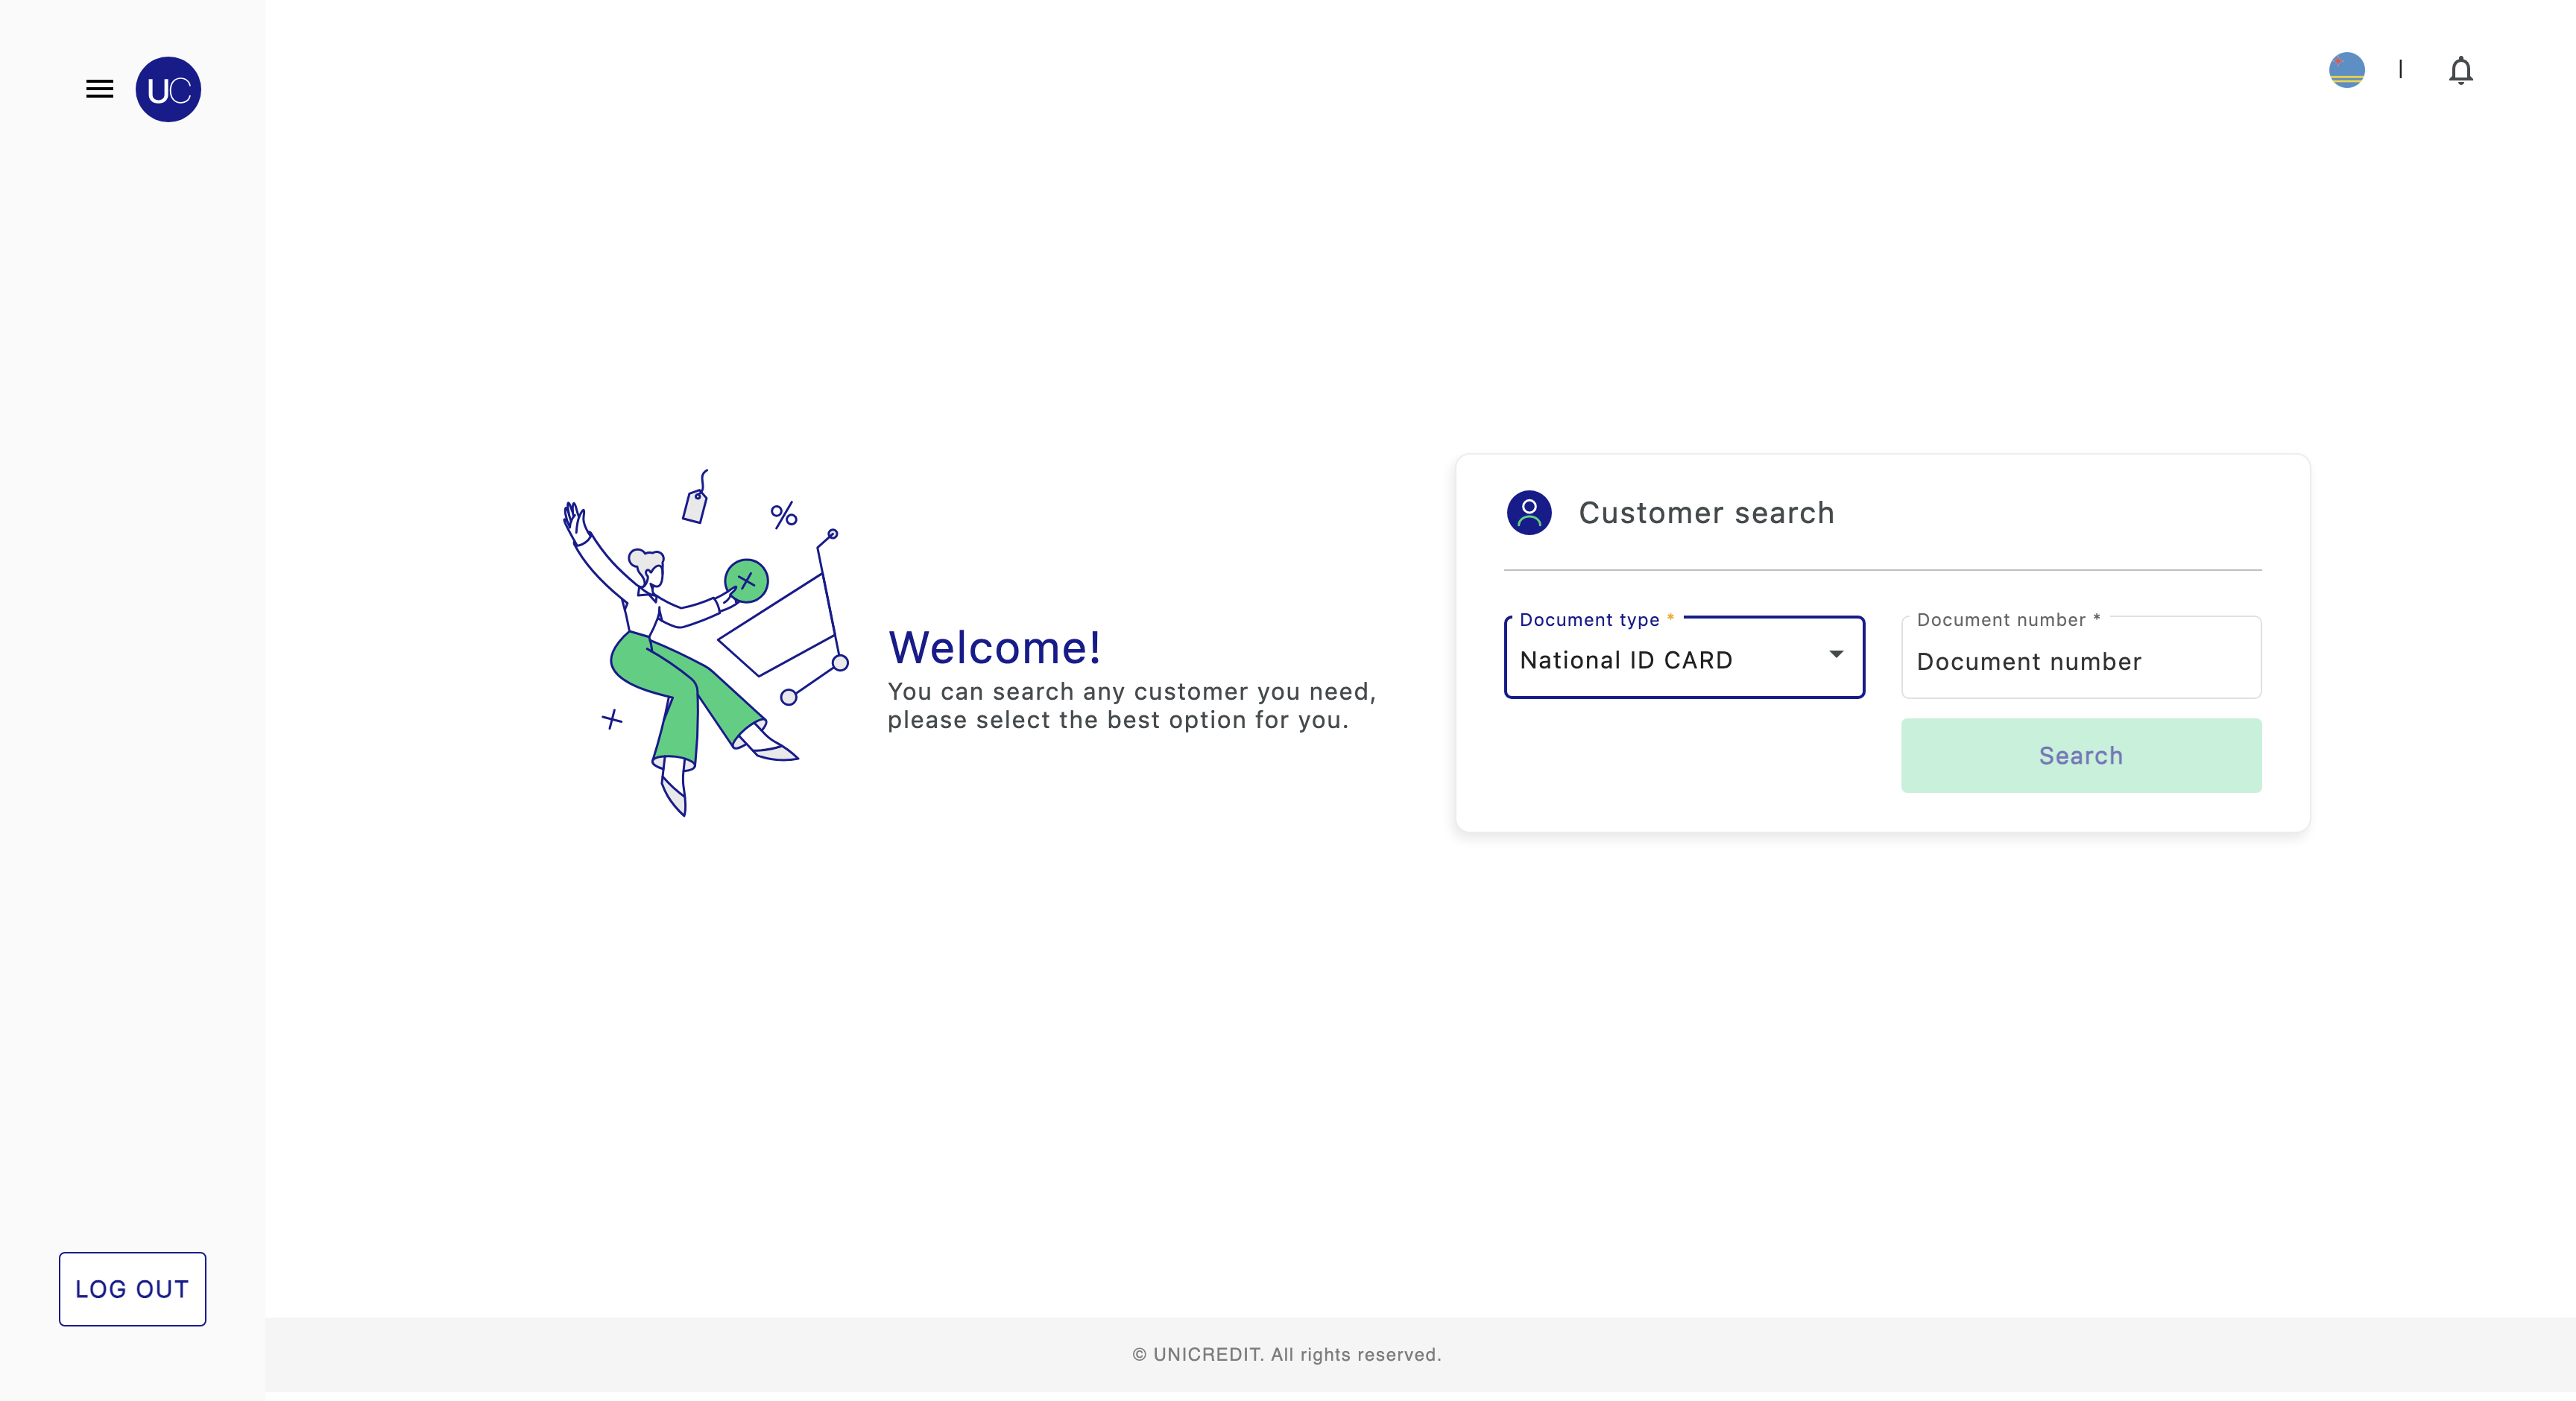 UC
Customer search
Document type *
National ID CARD
Document number *
Document number
Search
Welcome!
You can search any customer you need,
please select the best option for you.
LOG OUT
© UNICREDIT. All rights reserved.